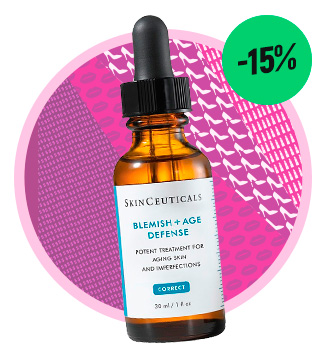 -15%
SKINCEUTICALS
BLEMISH + AGE
DEFENSE
POTENT TREATMENT FOR
AGING SKIN
AND IMPERFECTIONS
CORRECT
30 ml / 1 fl oz